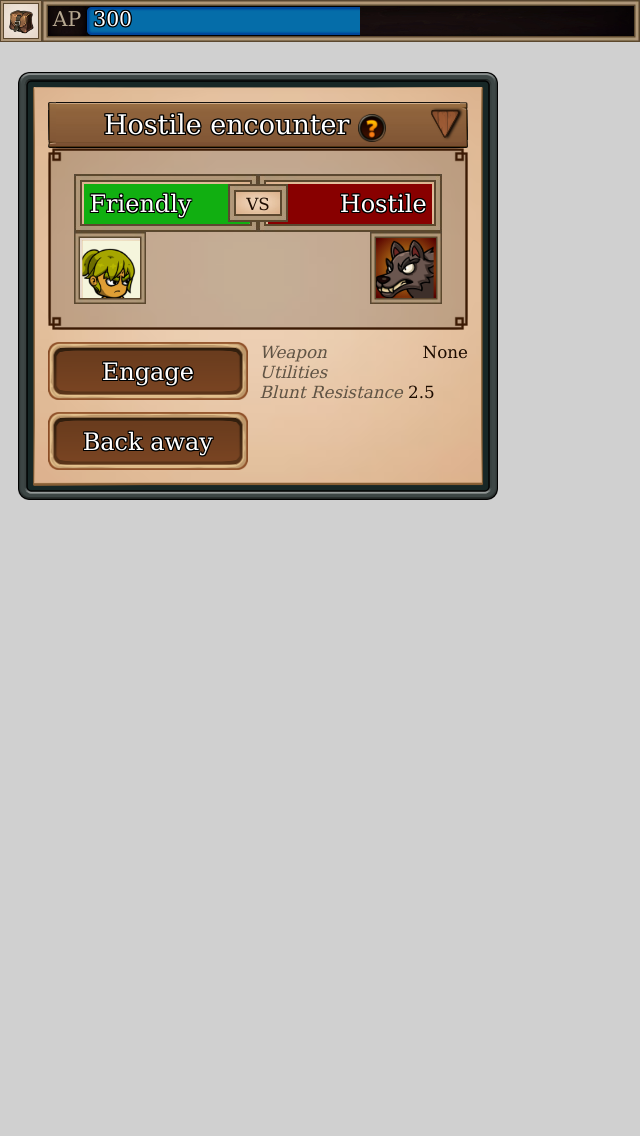 AP 300
Hostile encounter ?
Friendly VS Hostile
Engage
Weapon None
Utilities
Blunt Resistance 2.5
Back away